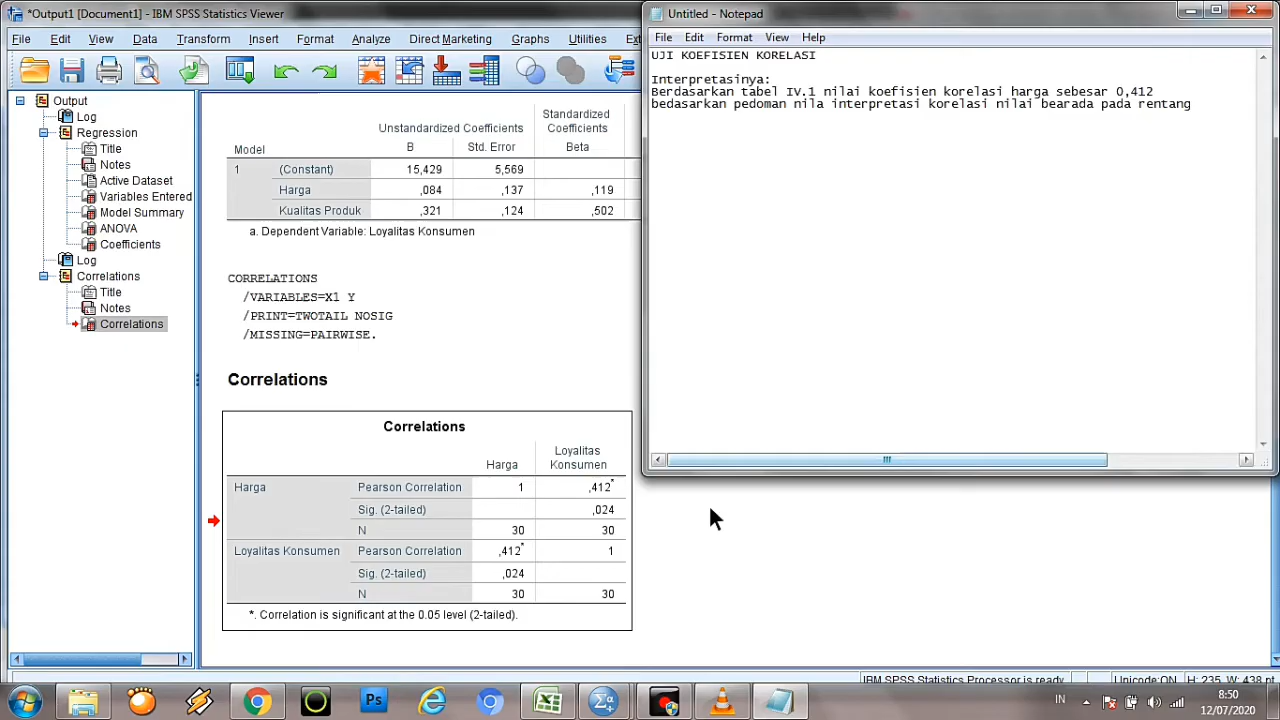 *Output1 [Document1] - IBM SPSS Statistics Viewer
File Edit View Data Transform Insert Format Analyze Direct Marketing Graphs Utilities Ext
Output
Log
Regression
Title
Notes
Active Dataset
Variables Entered
Model Summary
ANOVA
Coefficients
Log
Correlations
Title
Notes
Correlations
Unstandardized Coefficients
Standardized
Coefficients
Model B Std. Error Beta
1 (Constant) 15,429 5,569
Harga ,084 ,137 ,119
Kualitas Produk ,321 ,124 ,502
a. Dependent Variable: Loyalitas Konsumen
CORRELATIONS
/VARIABLES=X1 Y
/PRINT=TWOTAIL NOSIG
/MISSING=PAIRWISE.
Correlations
Correlations
Harga Loyalitas
Konsumen
Harga Pearson Correlation 1 ,412*
Sig. (2-tailed) ,024
N 30 30
Loyalitas Konsumen Pearson Correlation ,412* 1
Sig. (2-tailed) ,024
N 30 30
*. Correlation is significant at the 0.05 level (2-tailed).
Untitled - Notepad
File Edit Format View Help
UJI KOEFISIEN KORELASI
Interpretasinya:
Berdasarkan tabel IV.1 nilai koefisien korelasi harga sebesar 0,412
bedasarkan pedoman nila interpretasi korelasi nilai bearada pada rentang
IBM SPSS Statistics Processor is ready Unicode:ON H: 235, W: 438 pt
Ps
IN
8:50
12/07/2020